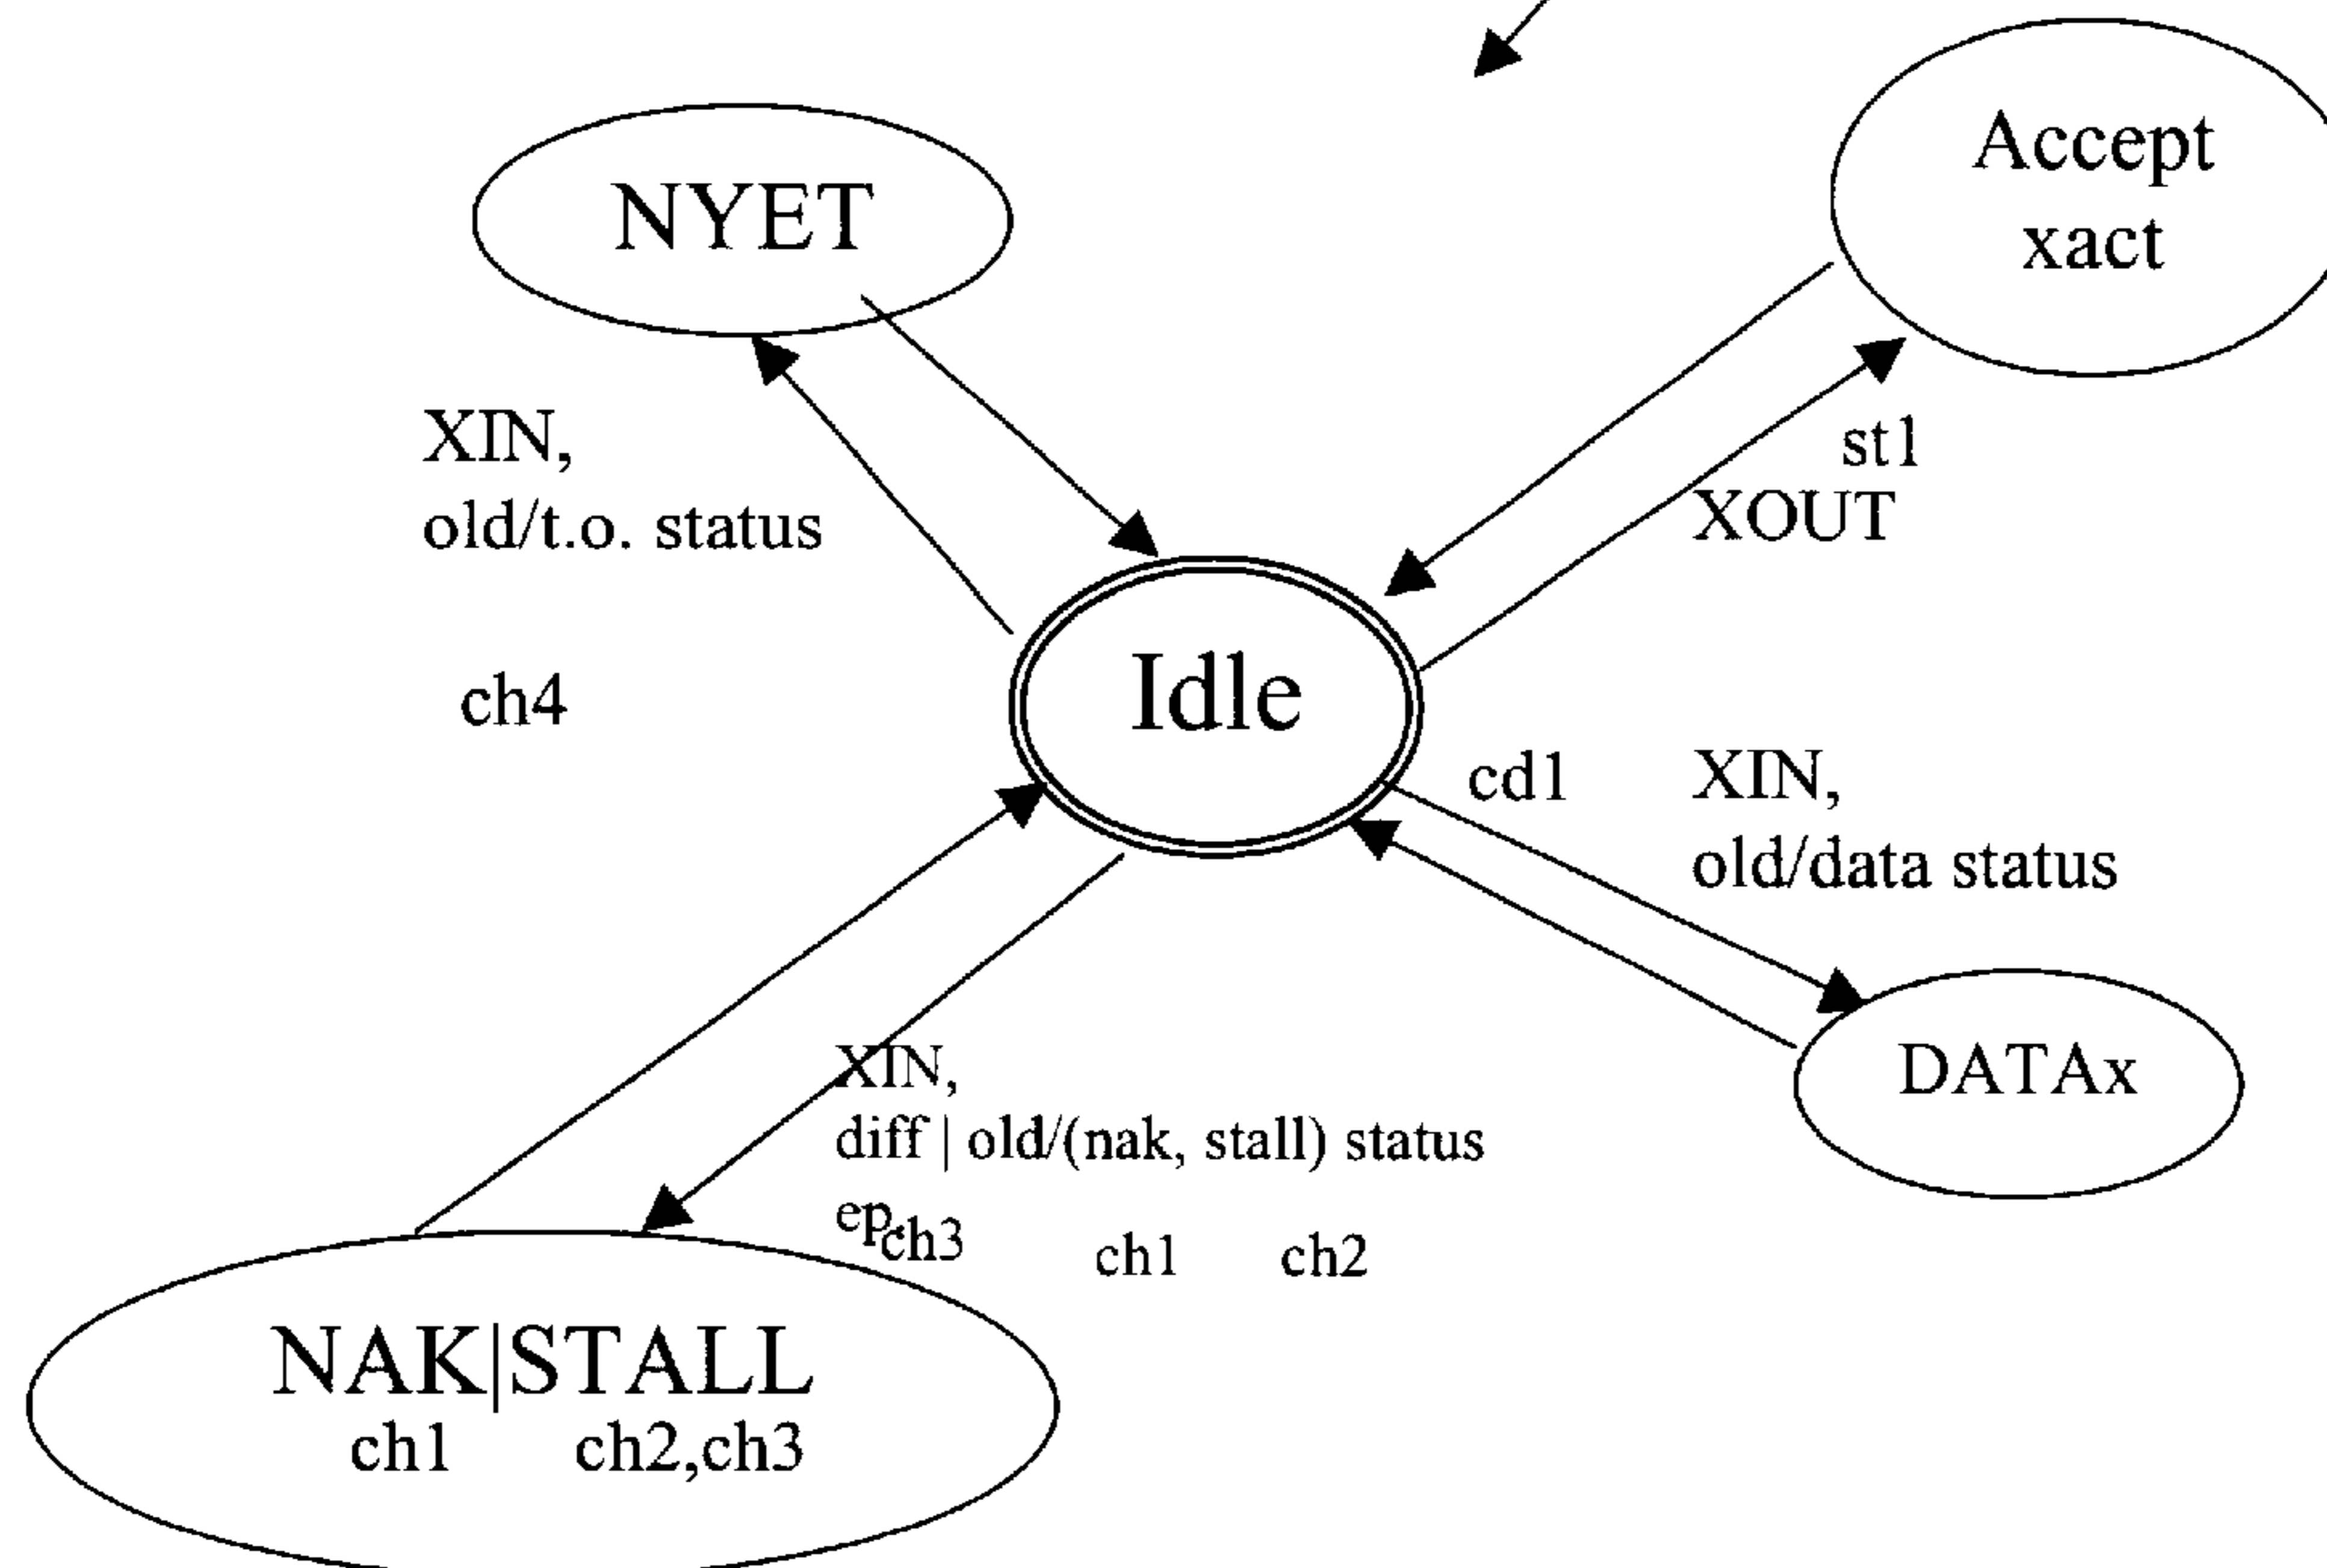 Accept
xact
NYET
XIN,
old/t.o. status
st1
XOUT
ch4
Idle
cd1
XIN,
old/data status
DATAx
XIN,
diff | old/(nak, stall) status
ep,
ch3
ch1
ch2
NAK|STALL
ch1
ch2,ch3